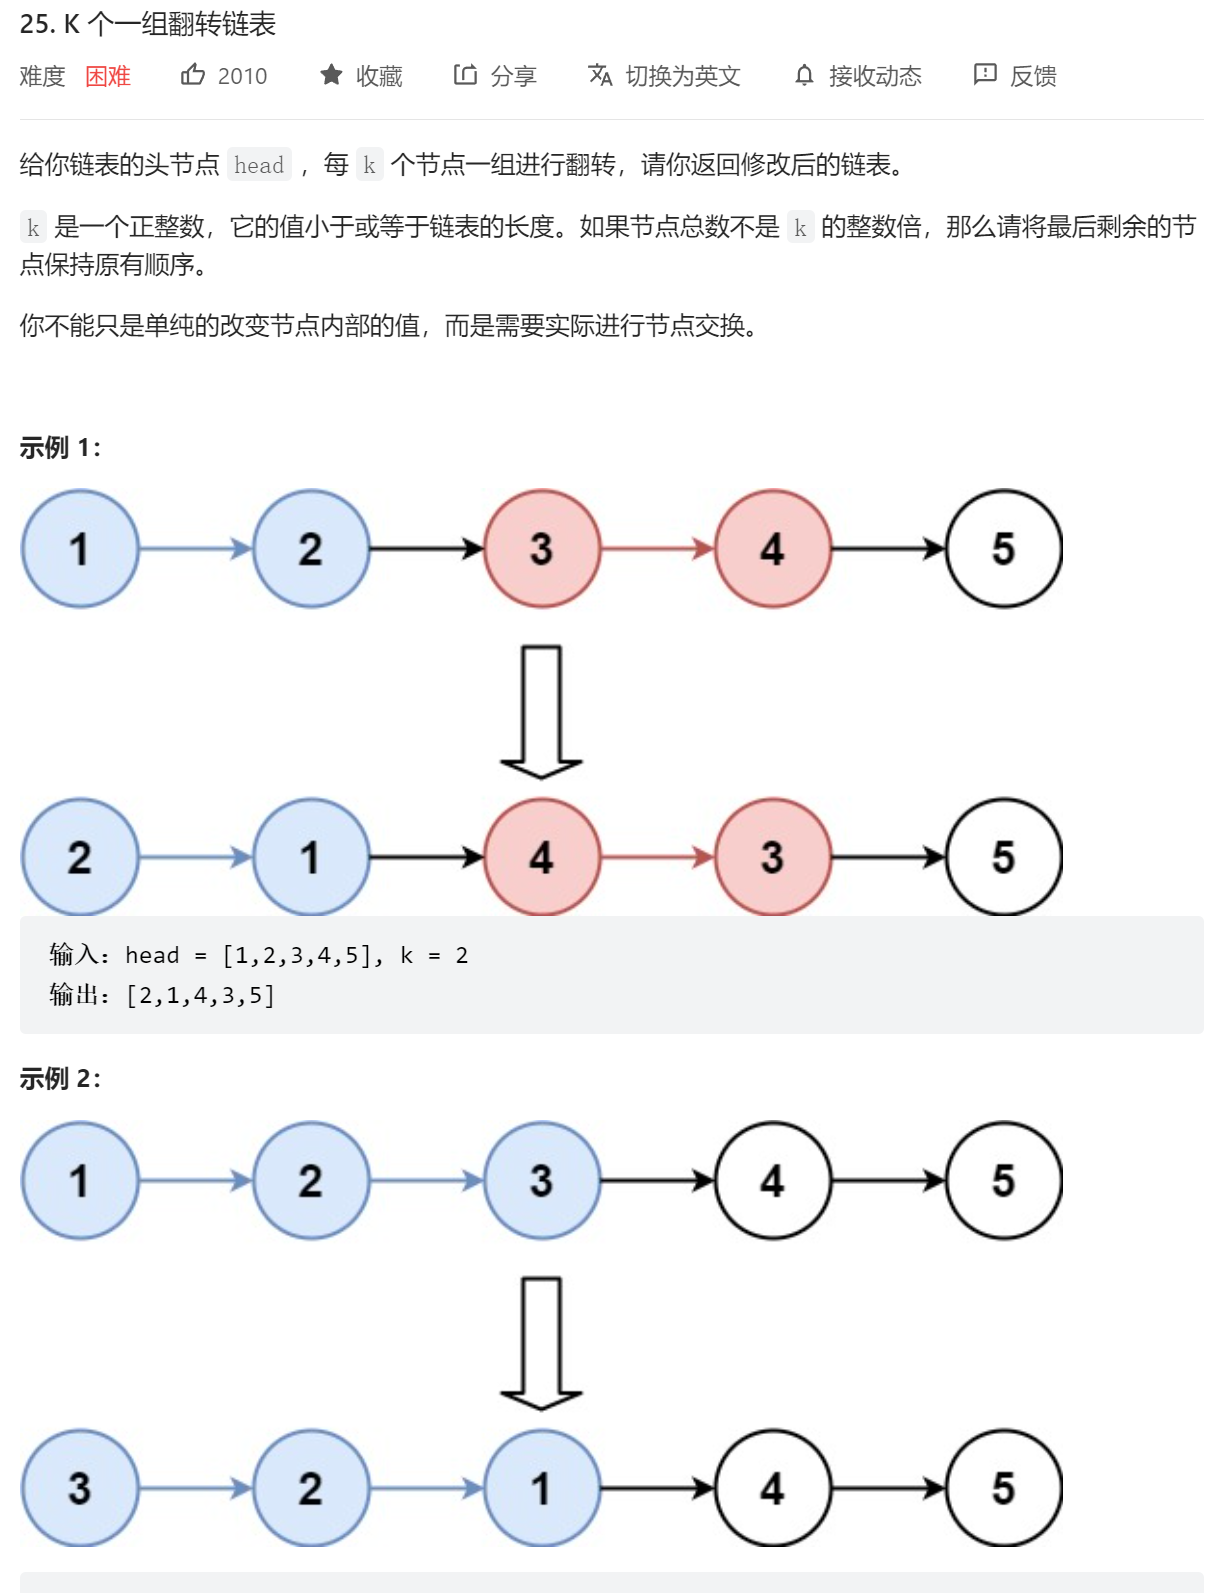 25. K 个一组翻转链表
难度 困难 2010 收藏 分享 切换为英文 接收动态 反馈
给你链表的头节点 head ，每 k 个节点一组进行翻转，请你返回修改后的链表。
k 是一个正整数，它的值小于或等于链表的长度。如果节点总数不是 k 的整数倍，那么请将最后剩余的节
点保持原有顺序。
你不能只是单纯的改变节点内部的值，而是需要实际进行节点交换。
示例 1：
1 2 3 4 5
2 1 4 3 5
输入：head = [1,2,3,4,5], k = 2
输出：[2,1,4,3,5]
示例 2：
1 2 3 4 5
3 2 1 4 5